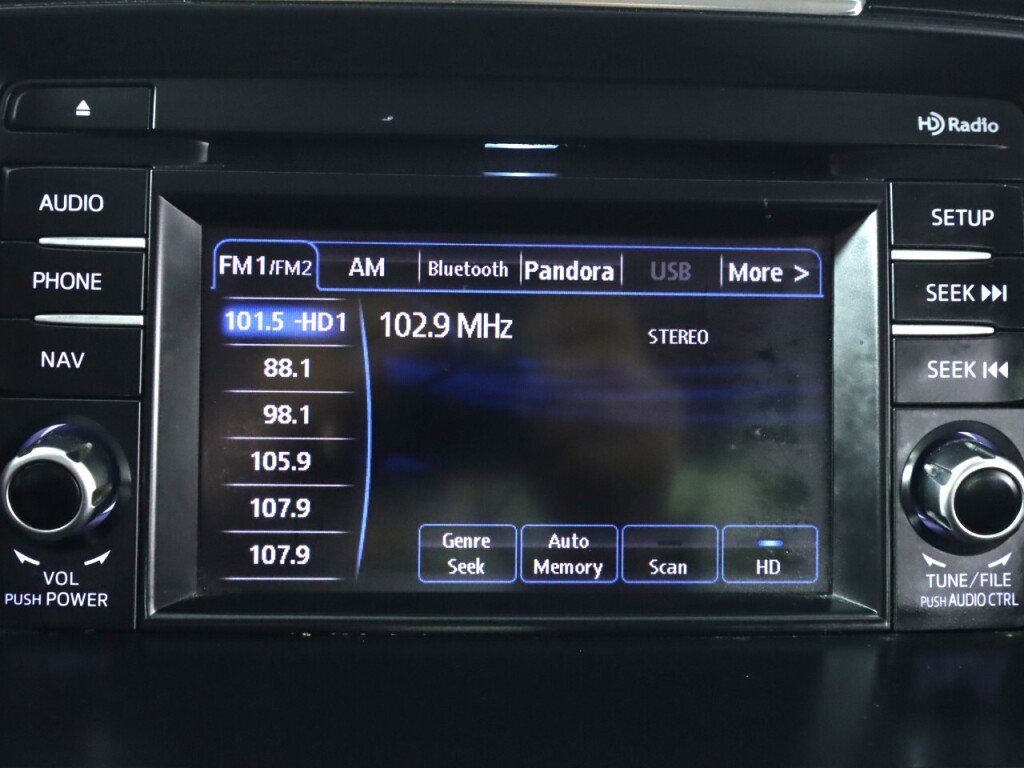 HD Radio
AUDIO
PHONE
NAV
VOL
PUSH POWER
FM1/FM2 AM Bluetooth Pandora USB More >
101.5 -HD1
88.1
98.1
105.9
107.9
107.9
102.9 MHz STEREO
Genre
Seek
Auto
Memory
Scan
HD
SETUP
SEEK
SEEK
TUNE/FILE
PUSH AUDIO CTRL